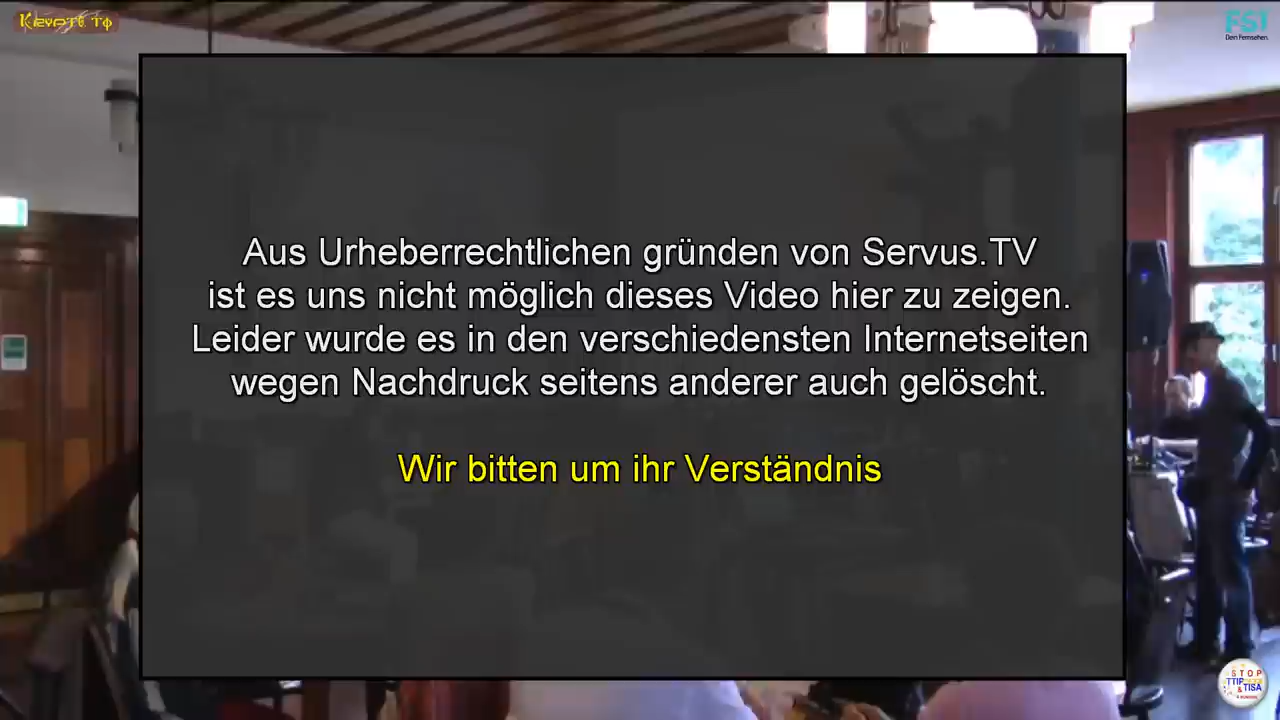 FS1
Dein Fernsehen.
Aus Urheberrechtlichen gründen von Servus.TV
ist es uns nicht möglich dieses Video hier zu zeigen.
Leider wurde es in den verschiedensten Internetseiten
wegen Nachdruck seitens anderer auch gelöscht.
Wir bitten um ihr Verständnis
STOP
TTIP
& TISA